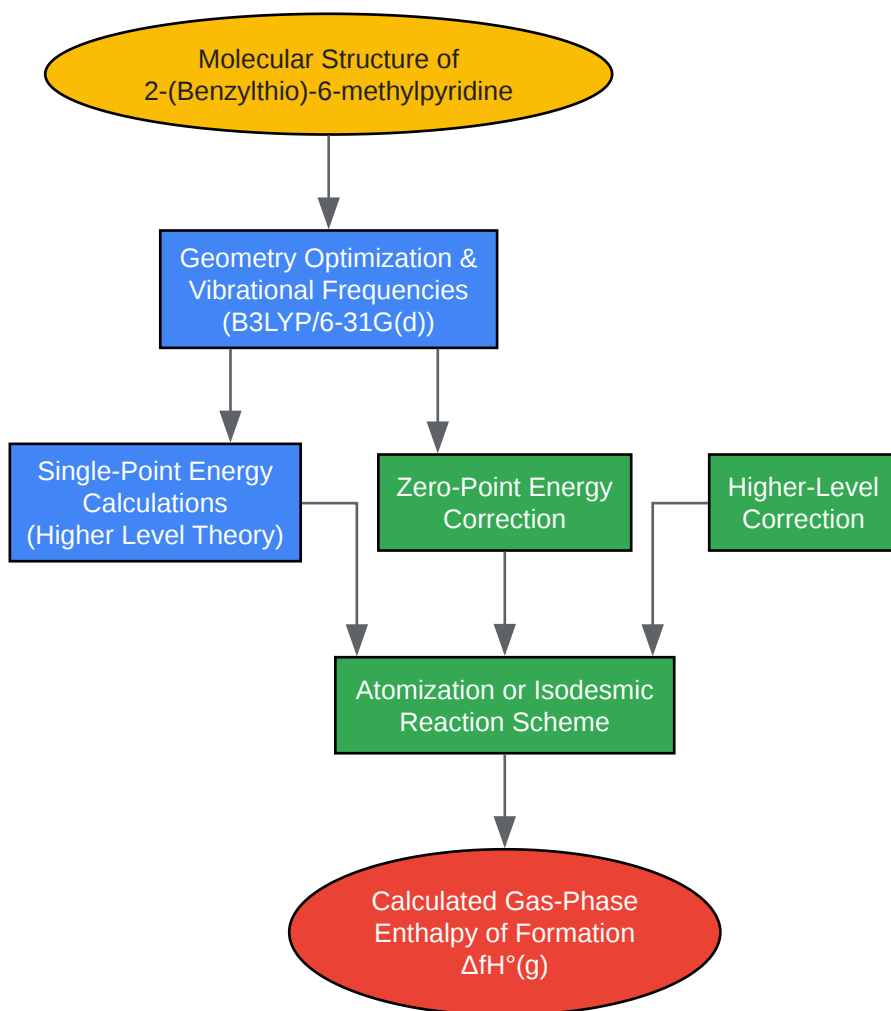 Molecular Structure of
2-(Benzylthio)-6-methylpyridine
Geometry Optimization &
Vibrational Frequencies
(B3LYP/6-31G(d))
Single-Point Energy
Calculations
(Higher Level Theory)
Zero-Point Energy
Correction
Higher-Level
Correction
Atomization or Isodesmic
Reaction Scheme
Calculated Gas-Phase
Enthalpy of Formation
ΔfH°(g)